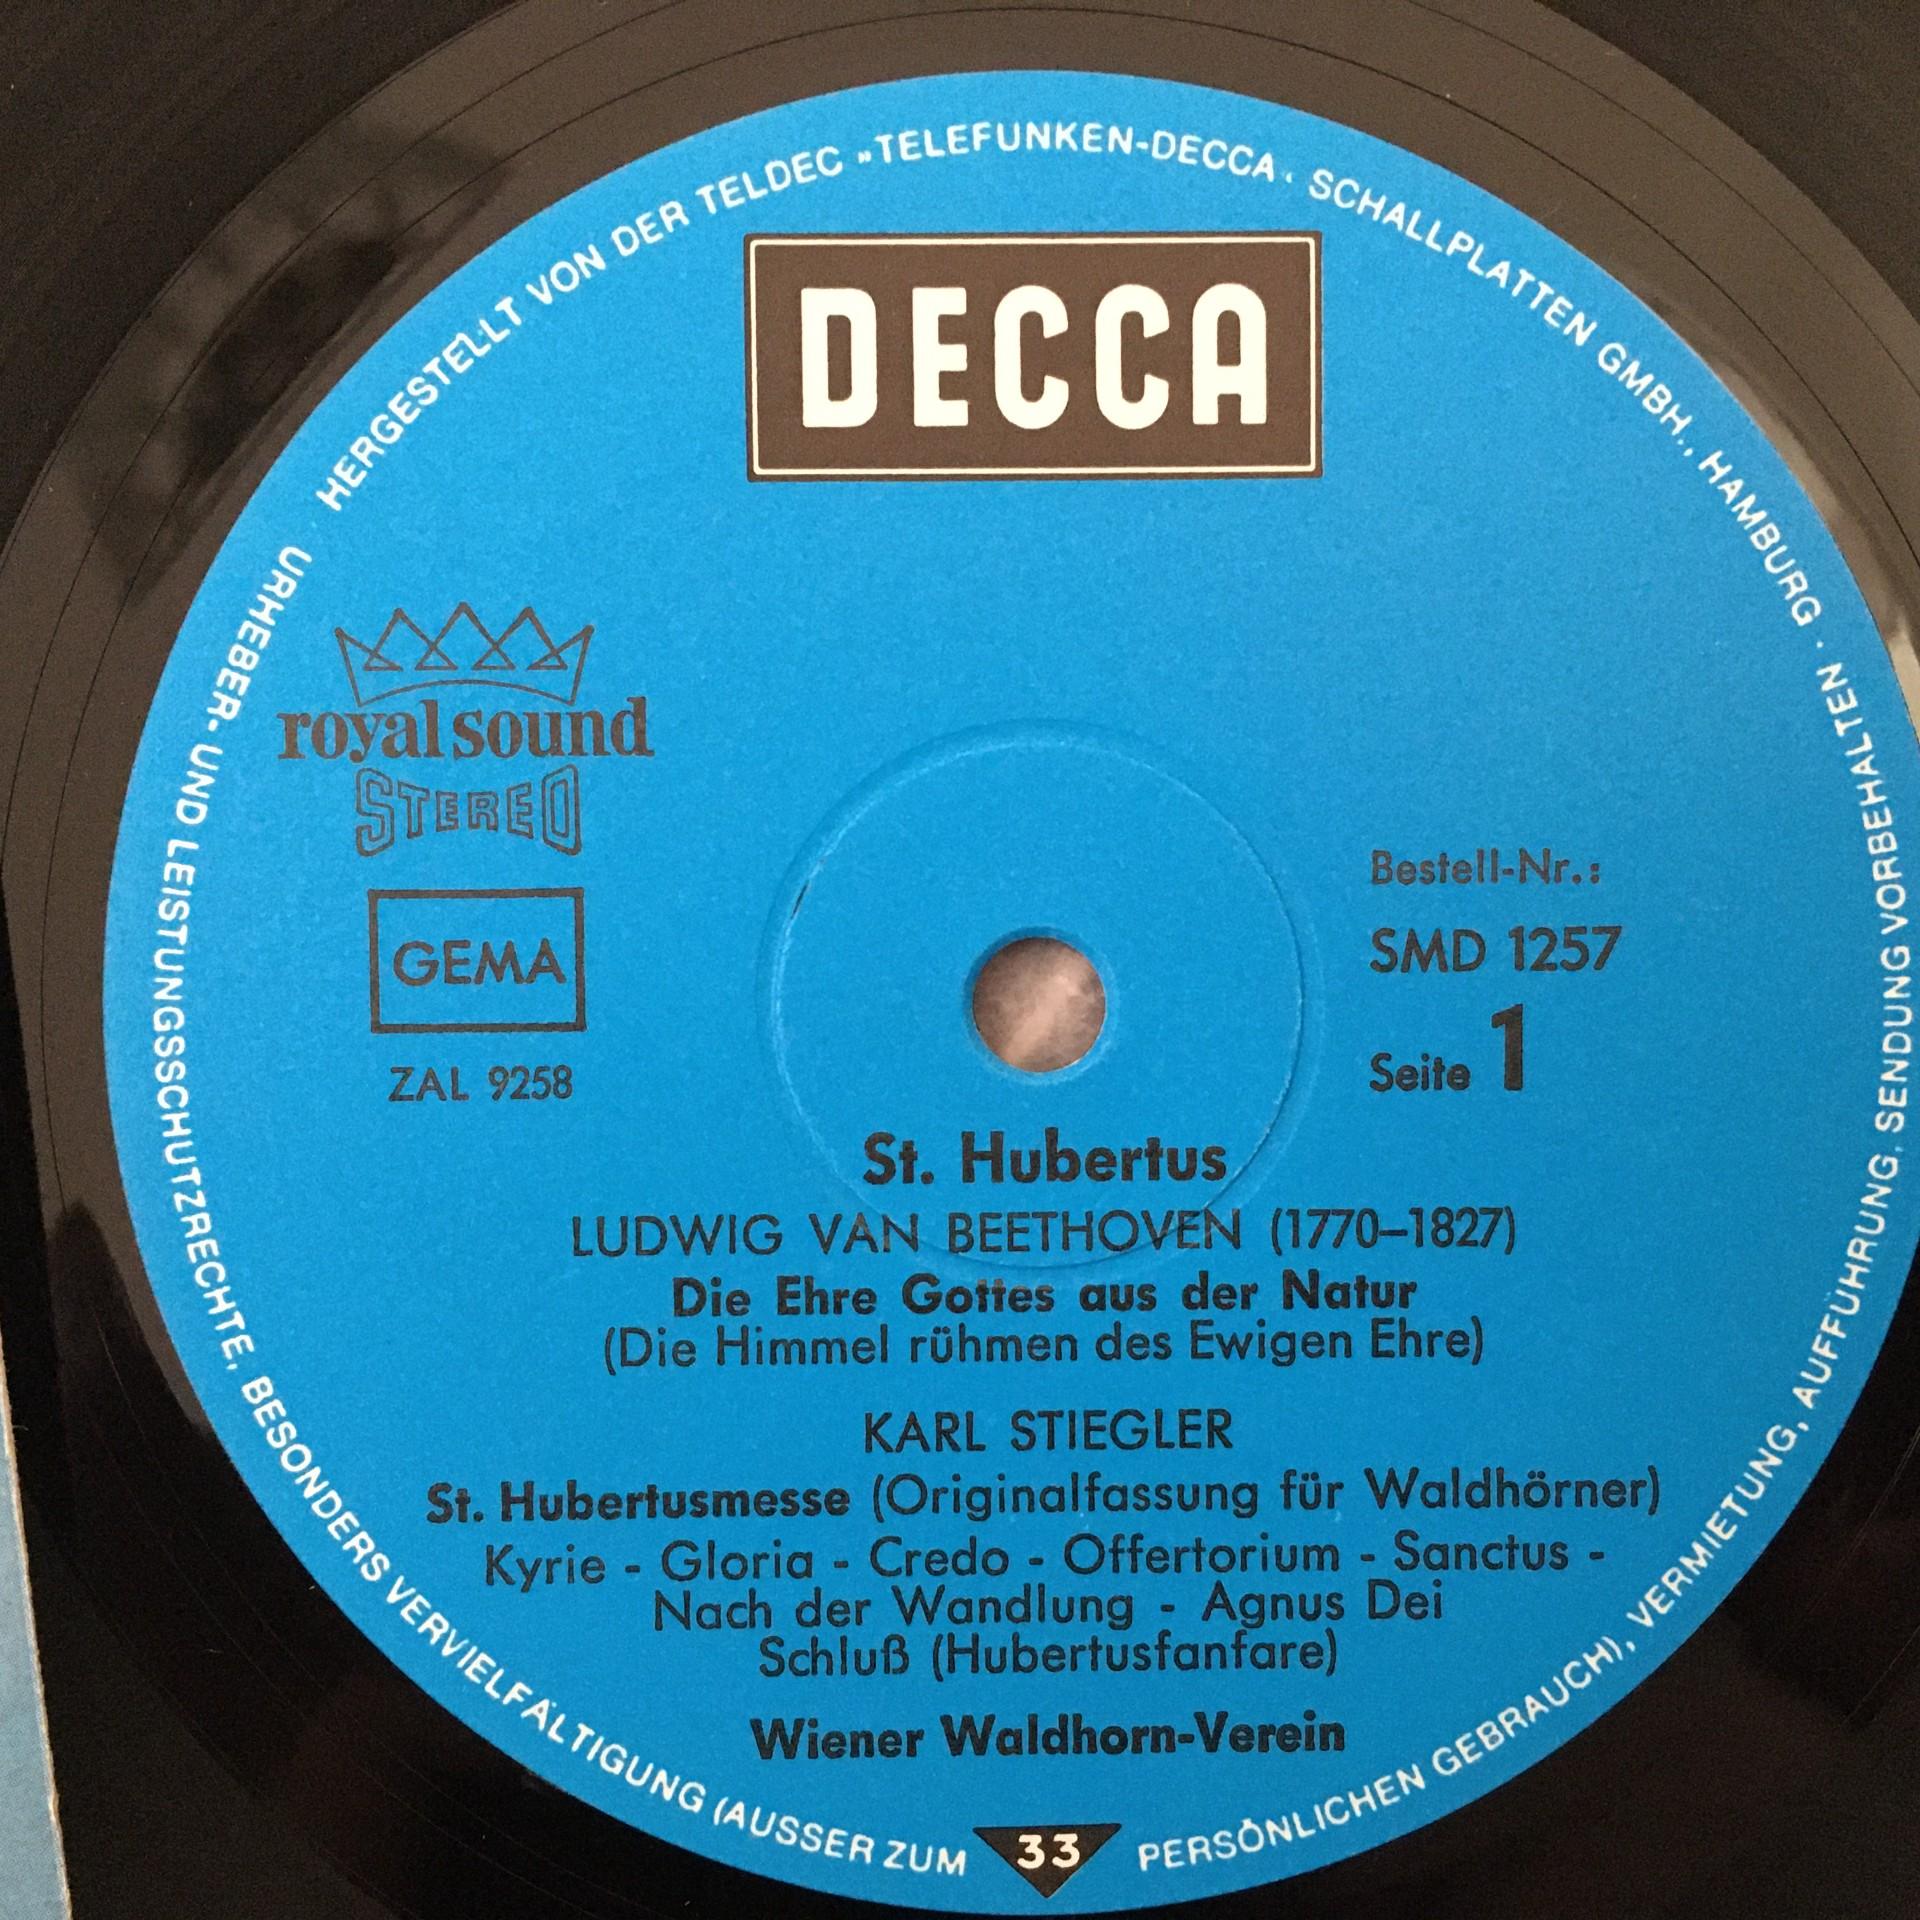 HERGESTELLT VON DER TELDEC »TELEFUNKEN-DECCA« SCHALLPLATTEN GMBH., HAMBURG ·
DECCA
royal sound
STEREO
GEMA
ZAL 9258
Bestell-Nr.:
SMD 1257
Seite 1
St. Hubertus
LUDWIG VAN BEETHOVEN (1770–1827)
Die Ehre Gottes aus der Natur
(Die Himmel rühmen des Ewigen Ehre)
KARL STIEGLER
St. Hubertusmesse (Originalfassung für Waldhörner)
Kyrie - Gloria - Credo - Offertorium - Sanctus -
Nach der Wandlung - Agnus Dei
Schluß (Hubertusfanfare)
Wiener Waldhorn-Verein
33
URHEBER- UND LEISTUNGSSCHUTZRECHTE, BESONDERS VERVIELFÄLTIGUNG (AUSSER ZUM PERSÖNLICHEN GEBRAUCH), VERMIETUNG, AUFFÜHRUNG, SENDUNG VORBEHALTEN